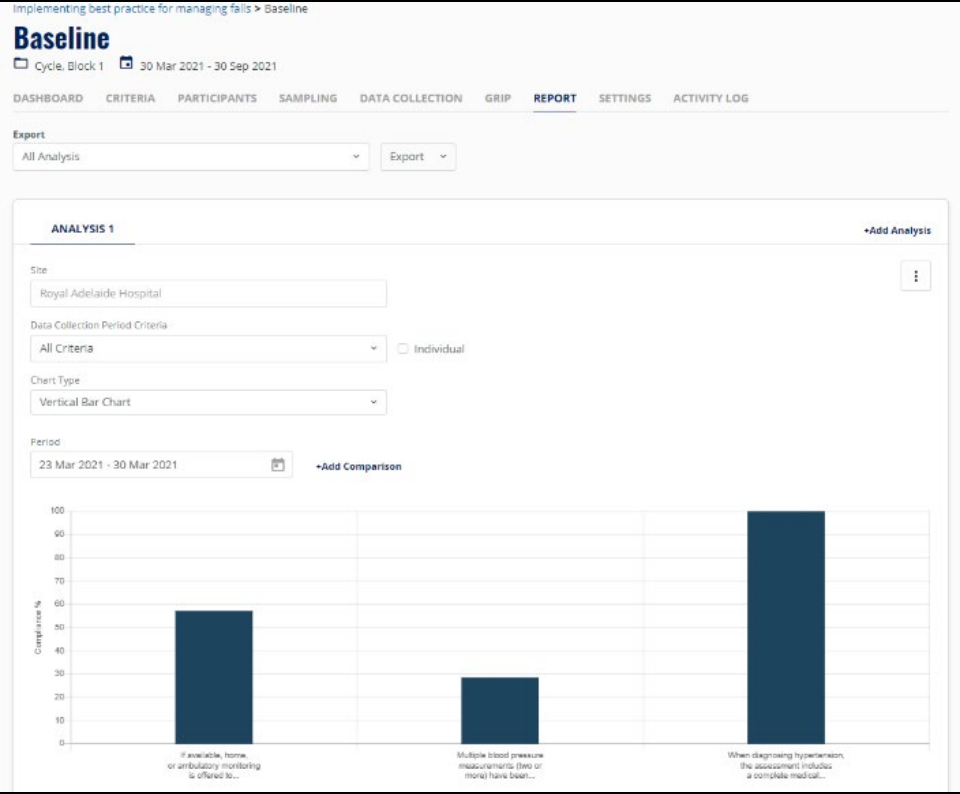 Implementing best practice for managing falls > Baseline
Baseline
Cycle, Block 1 30 Mar 2021 - 30 Sep 2021
DASHBOARD CRITERIA PARTICIPANTS SAMPLING DATA COLLECTION GRIP REPORT SETTINGS ACTIVITY LOG
Export
All Analysis Export
ANALYSIS 1 +Add Analysis
Site
Royal Adelaide Hospital
Data Collection Period Criteria
All Criteria Individual
Chart Type
Vertical Bar Chart
Period
23 Mar 2021 - 30 Mar 2021 +Add Comparison
100
90
80
70
60
50
40
30
20
10
0
Compliance %
If available, home,
or ambulatory monitoring
is offered to...
Multiple blood pressure
measurements (two or
more) have been...
When diagnosing hypertension,
the assessment includes
a complete medical...